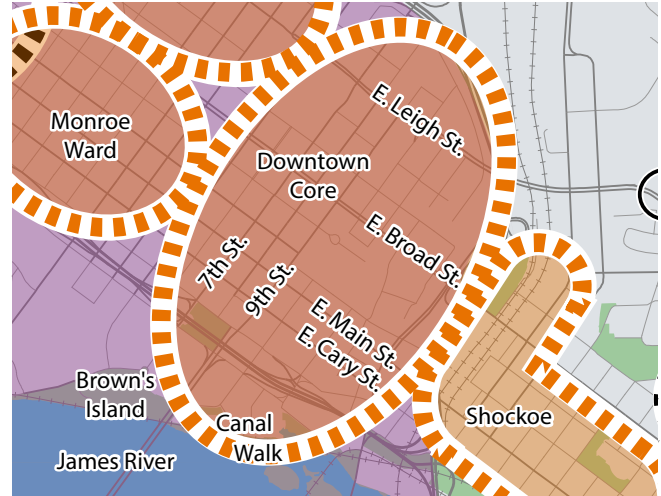 E. Leigh St.
Monroe
Ward
Downtown
Core
E. Broad St.
7th St.
9th St.
E. Main St.
E. Cary St.
Brown's
Island
Canal
Walk
Shockoe
James River